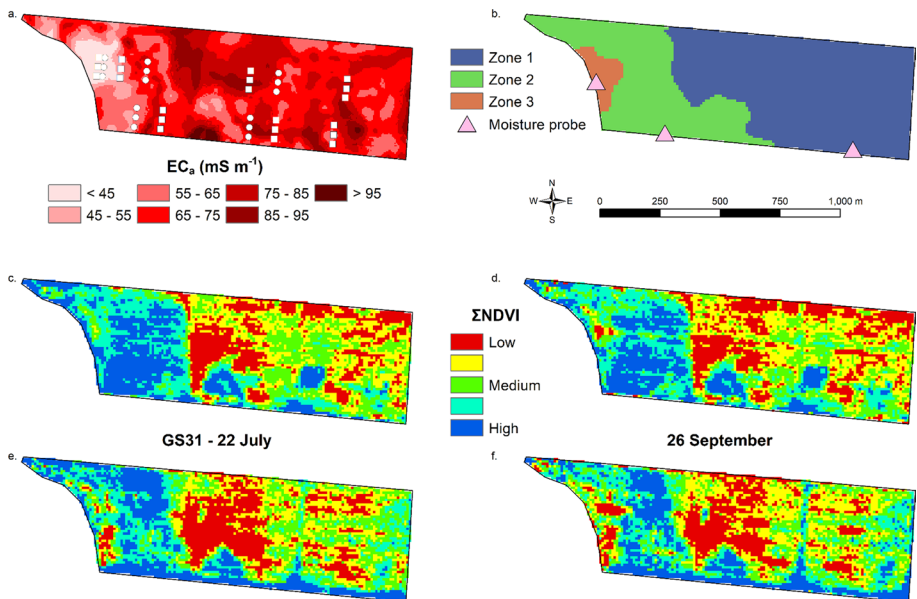 a.
b.
Zone 1
Zone 2
Zone 3
Moisture probe
ECa (mS m-1)
< 45
55 - 65
75 - 85
> 95
45 - 55
65 - 75
85 - 95
N
W
E
S
0
250
500
750
1,000 m
c.
d.
ΣNDVI
Low
Medium
High
GS31 - 22 July
26 September
e.
f.